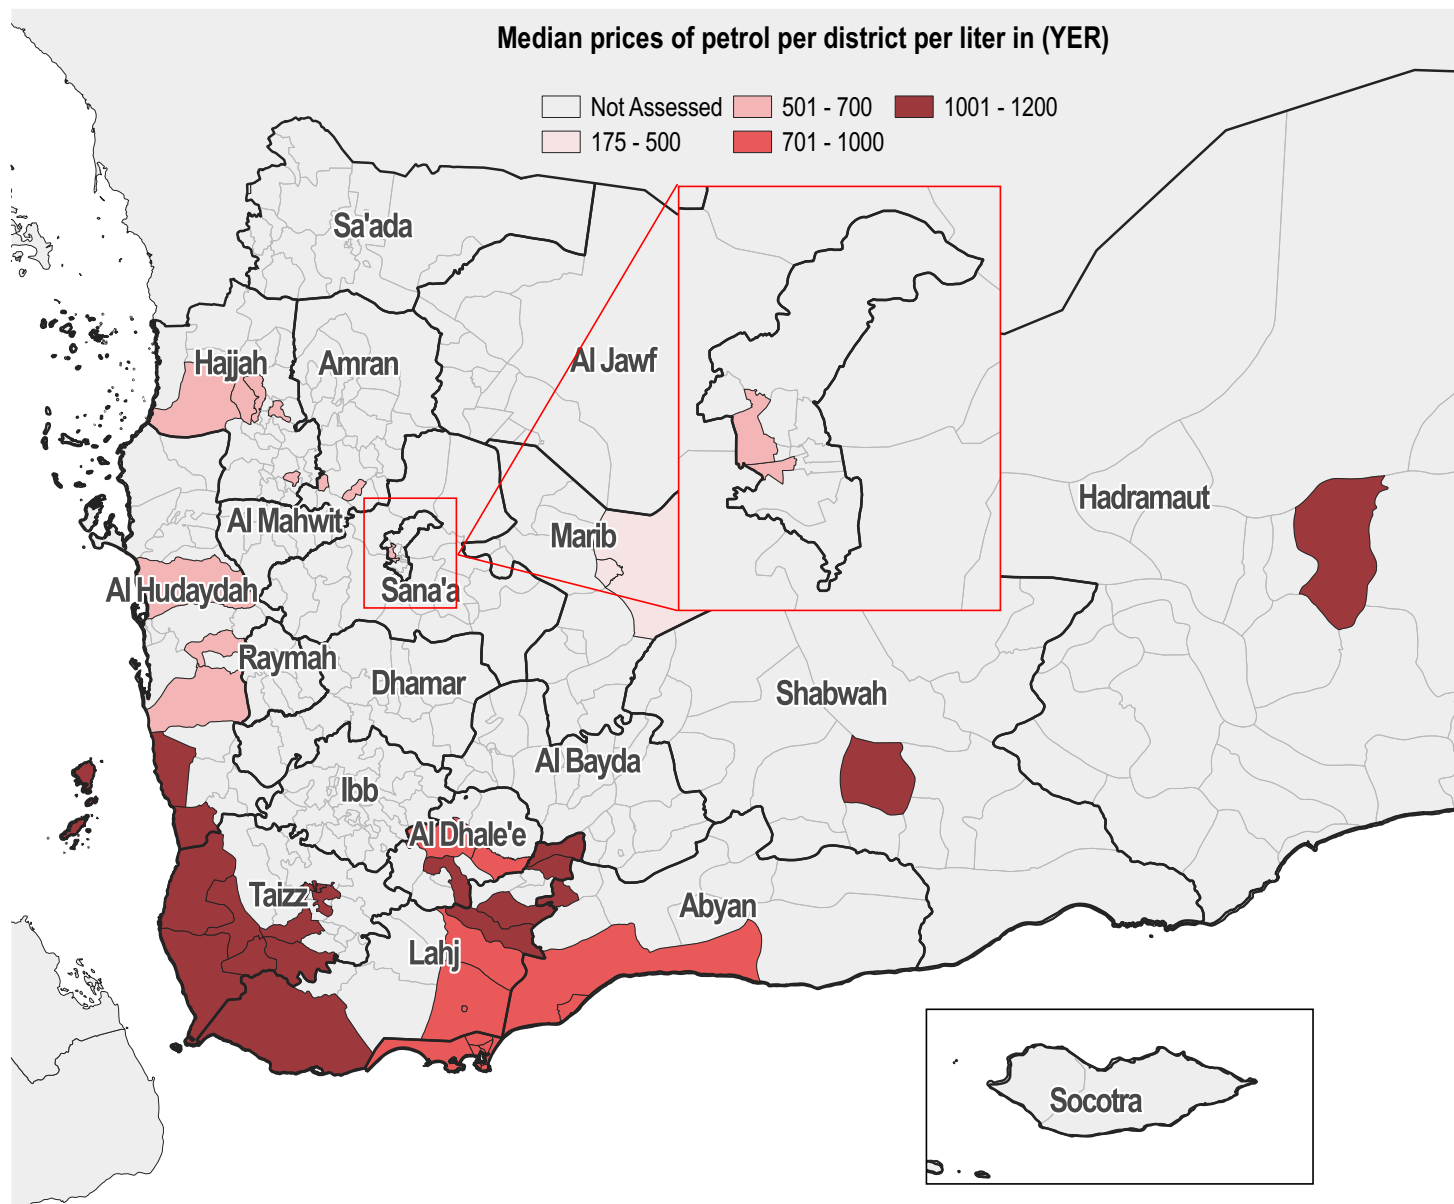 Median prices of petrol per district per liter in (YER)
Not Assessed
501 - 700
1001 - 1200
175 - 500
701 - 1000
Sa'ada
Hajjah
Amran
Al Jawf
Hadramaut
Al Mahwit
Marib
Al Hudaydah
Sana'a
Raymah
Dhamar
Shabwah
Al Bayda
Ibb
Al Dhale'e
Taizz
Abyan
Lahj
Socotra